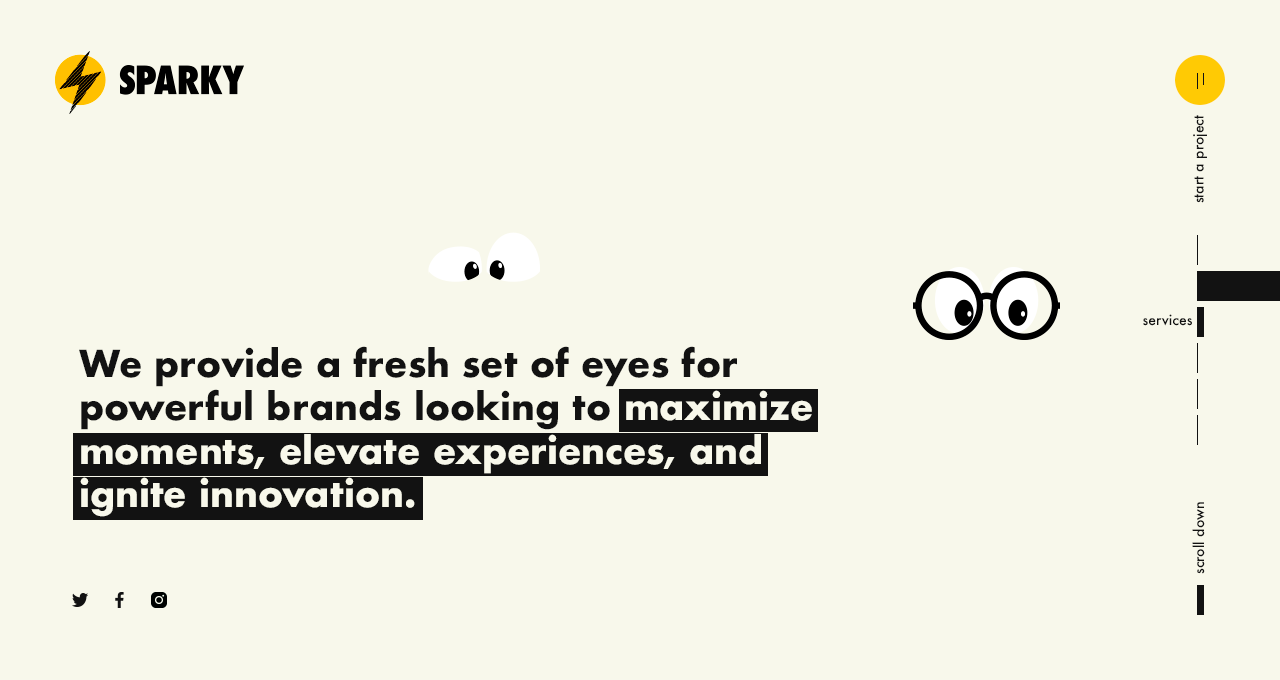 SPARKY
start a project
services
We provide a fresh set of eyes for
powerful brands looking to maximize
moments, elevate experiences, and
ignite innovation.
scroll down